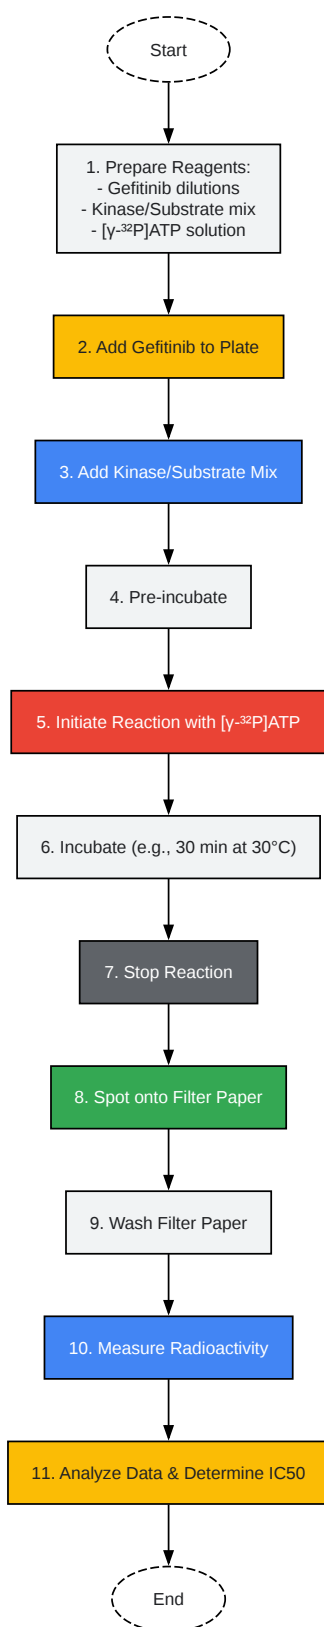 Start
1. Prepare Reagents:
- Gefitinib dilutions
- Kinase/Substrate mix
- [γ-³²P]ATP solution
2. Add Gefitinib to Plate
3. Add Kinase/Substrate Mix
4. Pre-incubate
5. Initiate Reaction with [γ-³²P]ATP
6. Incubate (e.g., 30 min at 30°C)
7. Stop Reaction
8. Spot onto Filter Paper
9. Wash Filter Paper
10. Measure Radioactivity
11. Analyze Data & Determine IC50
End